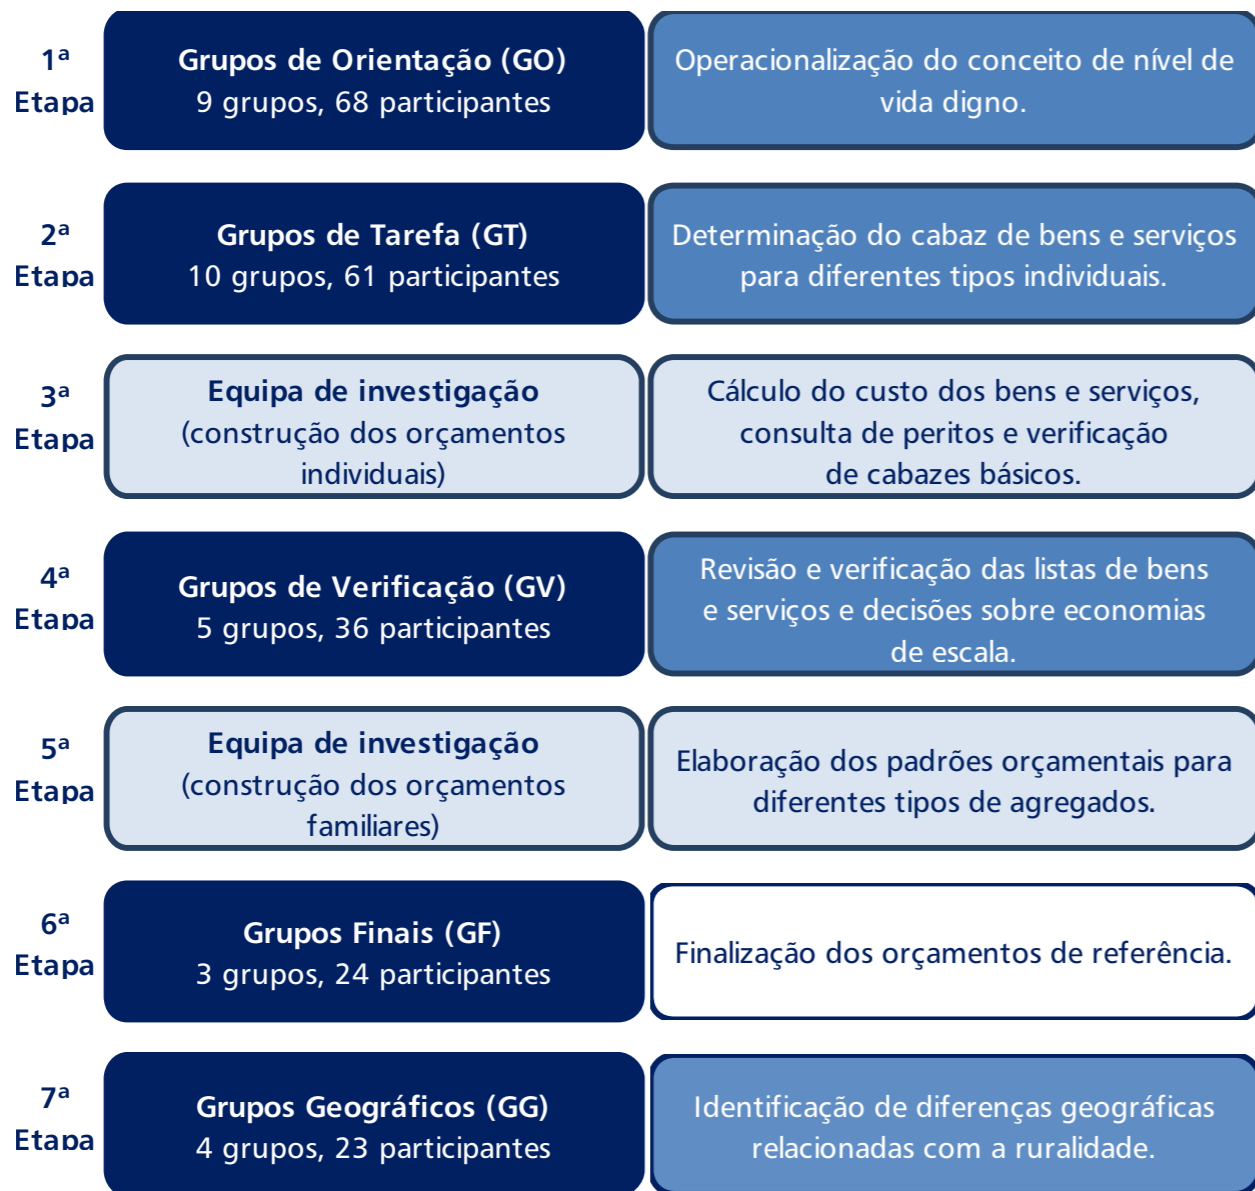 1ª
Etapa
Grupos de Orientação (GO)
9 grupos, 68 participantes
Operacionalização do conceito de nível de
vida digno.
2ª
Etapa
Grupos de Tarefa (GT)
10 grupos, 61 participantes
Determinação do cabaz de bens e serviços
para diferentes tipos individuais.
3ª
Etapa
Equipa de investigação
(construção dos orçamentos
individuais)
Cálculo do custo dos bens e serviços,
consulta de peritos e verificação
de cabazes básicos.
4ª
Etapa
Grupos de Verificação (GV)
5 grupos, 36 participantes
Revisão e verificação das listas de bens
e serviços e decisões sobre economias
de escala.
5ª
Etapa
Equipa de investigação
(construção dos orçamentos
familiares)
Elaboração dos padrões orçamentais para
diferentes tipos de agregados.
6ª
Etapa
Grupos Finais (GF)
3 grupos, 24 participantes
Finalização dos orçamentos de referência.
7ª
Etapa
Grupos Geográficos (GG)
4 grupos, 23 participantes
Identificação de diferenças geográficas
relacionadas com a ruralidade.